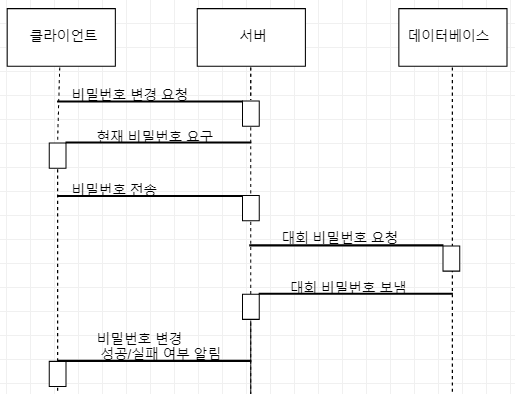 클라이언트
서버
데이터베이스
비밀번호 변경 요청
현재 비밀번호 요구
비밀번호 전송
대회 비밀번호 요청
대회 비밀번호 보냄
비밀번호 변경
성공/실패 여부 알림